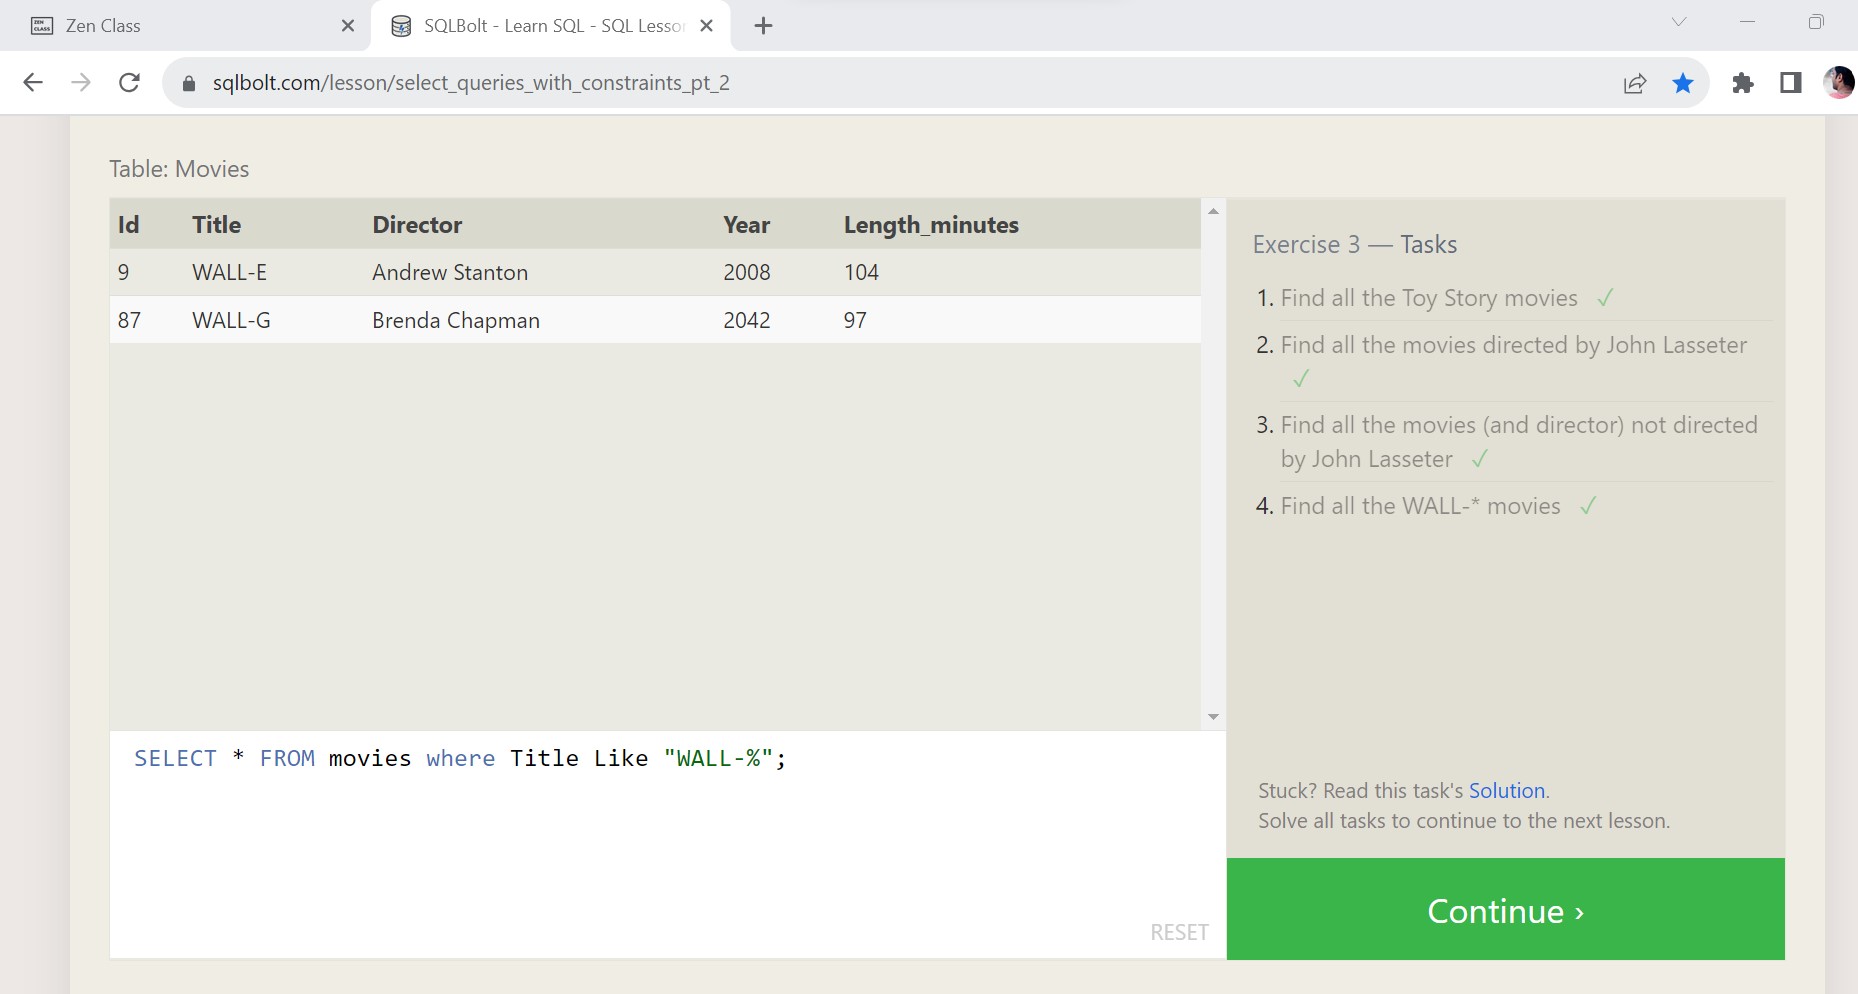 Zen Class
SQLBolt - Learn SQL - SQL Lesson
sqlbolt.com/lesson/select_queries_with_constraints_pt_2
Table: Movies
Id Title Director Year Length_minutes
9 WALL-E Andrew Stanton 2008 104
87 WALL-G Brenda Chapman 2042 97
SELECT * FROM movies where Title Like "WALL-%";
RESET
Exercise 3 — Tasks
1. Find all the Toy Story movies ✓
2. Find all the movies directed by John Lasseter
✓
3. Find all the movies (and director) not directed
by John Lasseter ✓
4. Find all the WALL-* movies ✓
Stuck? Read this task's Solution.
Solve all tasks to continue to the next lesson.
Continue ›